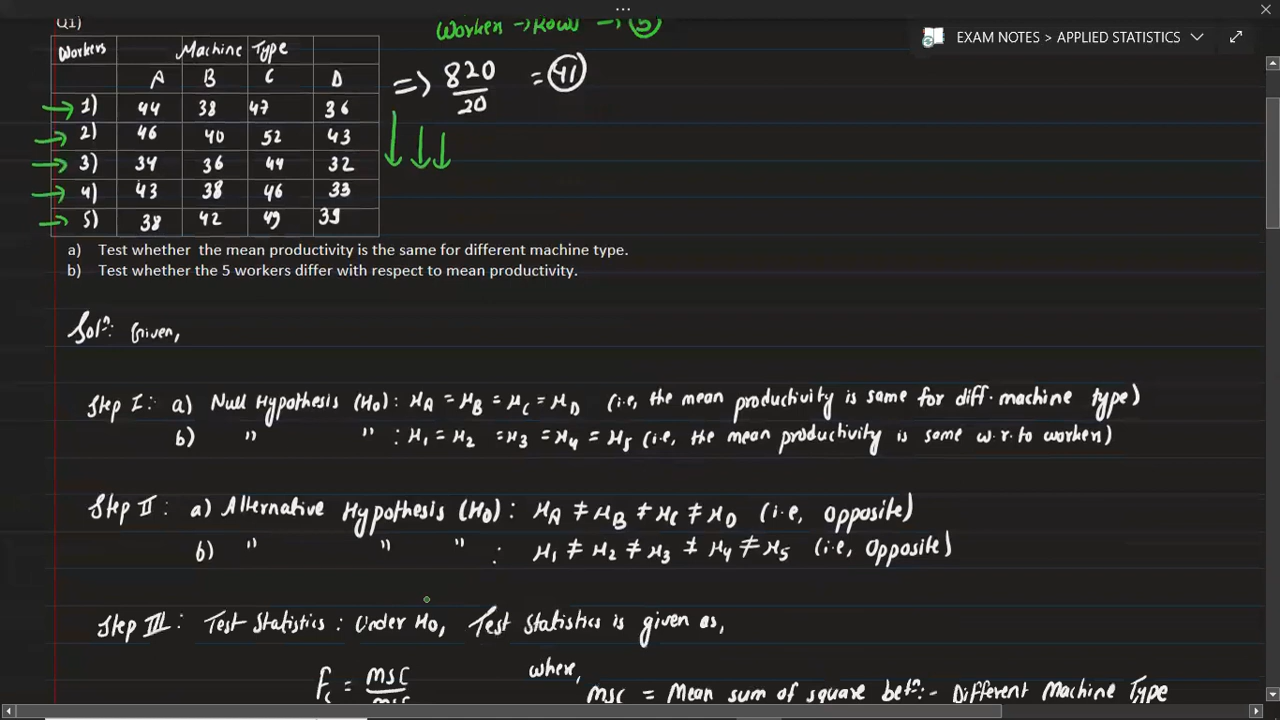 ...
EXAM NOTES > APPLIED STATISTICS
Q1)
Worker → Rows → 5
Workers Machine Type
A B C D
⇒ 820/20 = 41
→ 1) 44 38 47 36
→ 2) 46 40 52 43
→ 3) 34 36 44 32
→ 4) 43 38 46 33
→ 5) 38 42 49 39
a) Test whether the mean productivity is the same for different machine type.
b) Test whether the 5 workers differ with respect to mean productivity.
Solⁿ: Given,
Step I: a) Null Hypothesis (H0): μA = μB = μC = μD (i.e, the mean productivity is same for diff. machine type)
b) " " : μ1 = μ2 = μ3 = μ4 = μ5 (i.e, the mean productivity is same w.r.to worker)
Step II: a) Alternative Hypothesis (H0): μA ≠ μB ≠ μC ≠ μD (i.e, opposite)
b) " " " : μ1 ≠ μ2 ≠ μ3 ≠ μ4 ≠ μ5 (i.e, opposite)
Step III: Test Statistics: Under H0, Test Statistics is given as,
where,
Fc = MSC
MSC = Mean sum of square betⁿ:- Different Machine Type